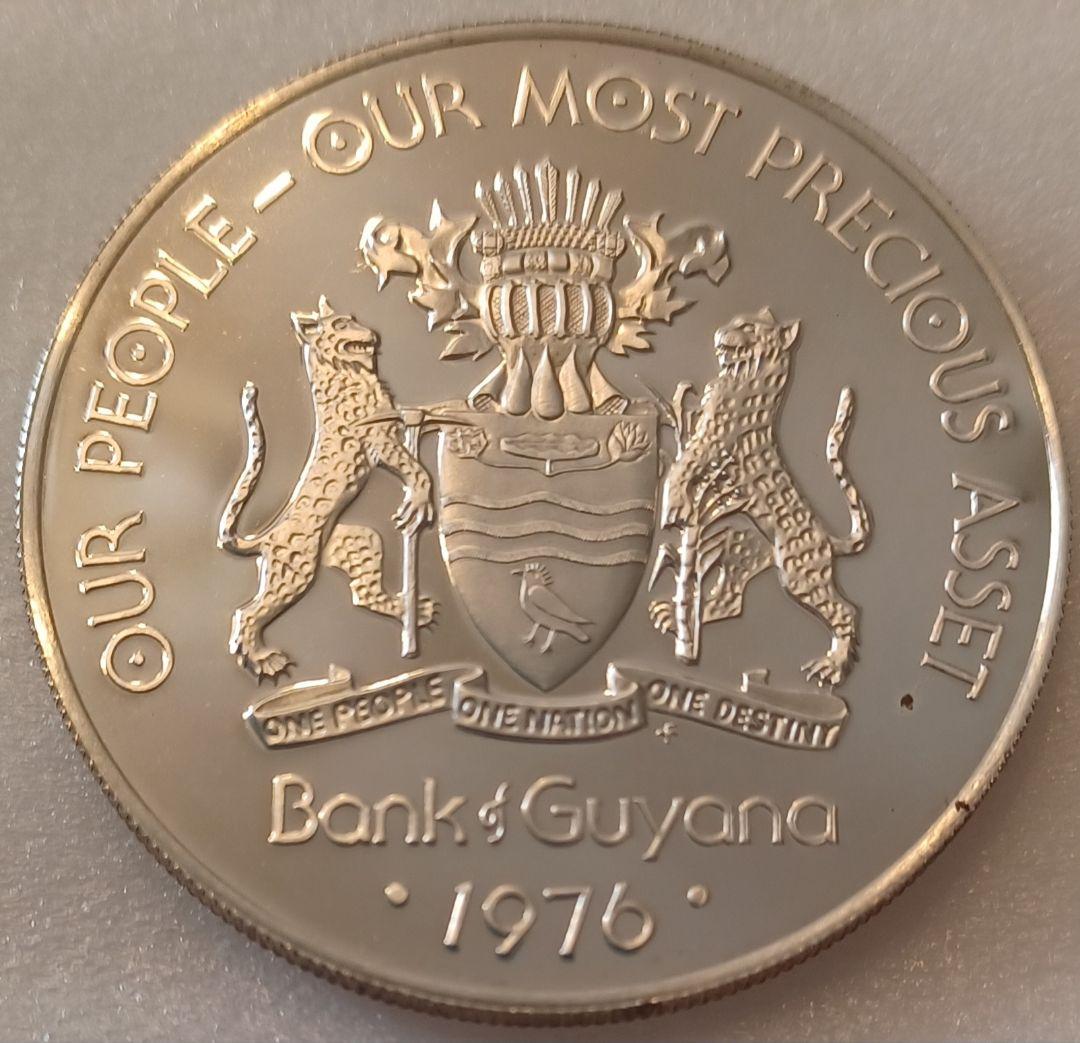 OUR PEOPLE – OUR MOST PRECIOUS ASSET
ONE PEOPLE ONE NATION ONE DESTINY
Bank of Guyana
• 1976 •